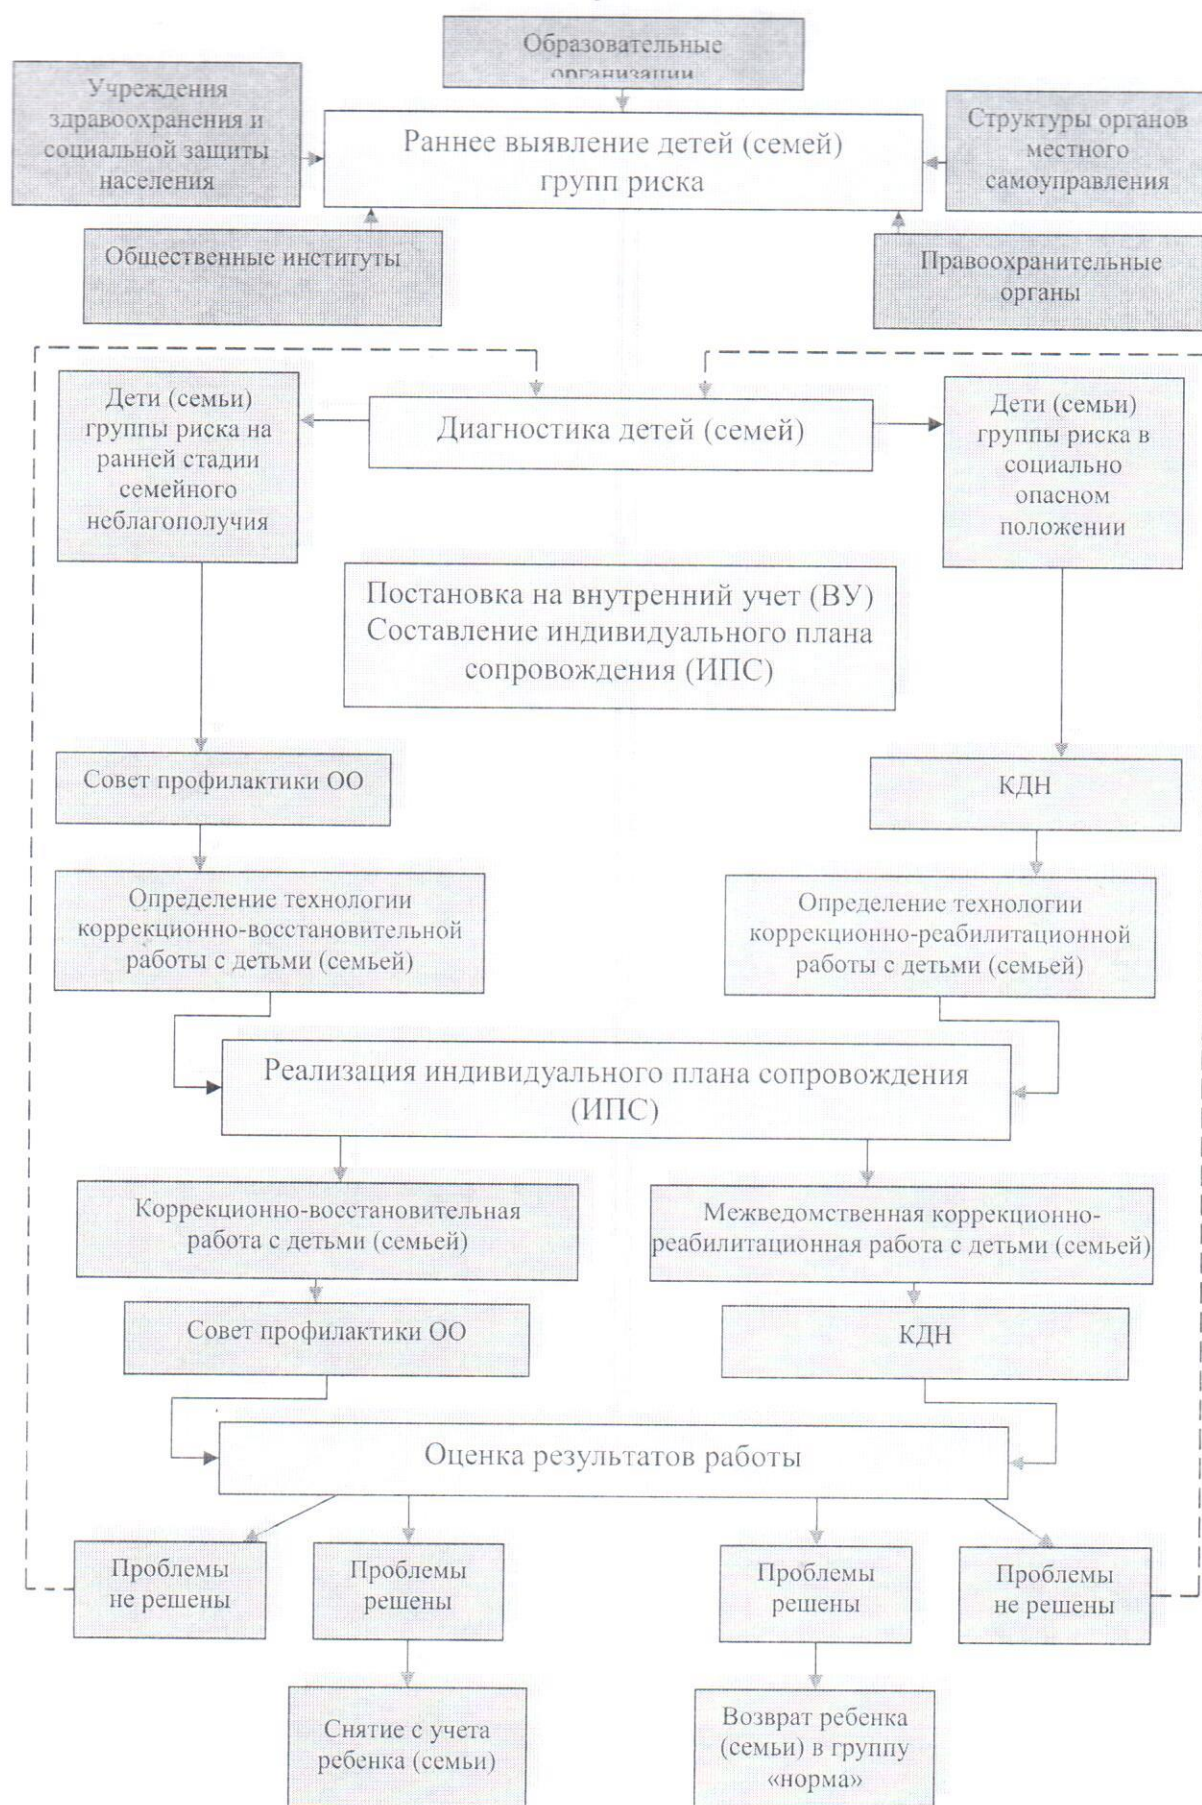 Образовательные
организации
Учреждения
здравоохранения и
социальной защиты
населения
Раннее выявление детей (семей)
групп риска
Структуры органов
местного
самоуправления
Общественные институты
Правоохранительные
органы
Дети (семьи)
группы риска на
ранней стадии
семейного
неблагополучия
Диагностика детей (семей)
Дети (семьи)
группы риска в
социально
опасном
положении
Постановка на внутренний учет (ВУ)
Составление индивидуального плана
сопровождения (ИПС)
Совет профилактики ОО
КДН
Определение технологии
коррекционно-восстановительной
работы с детьми (семьей)
Определение технологии
коррекционно-реабилитационной
работы с детьми (семьей)
Реализация индивидуального плана сопровождения
(ИПС)
Коррекционно-восстановительная
работа с детьми (семьей)
Межведомственная коррекционно-
реабилитационная работа с детьми (семьей)
Совет профилактики ОО
КДН
Оценка результатов работы
Проблемы
не решены
Проблемы
решены
Проблемы
решены
Проблемы
не решены
Снятие с учета
ребенка (семьи)
Возврат ребенка
(семьи) в группу
«норма»